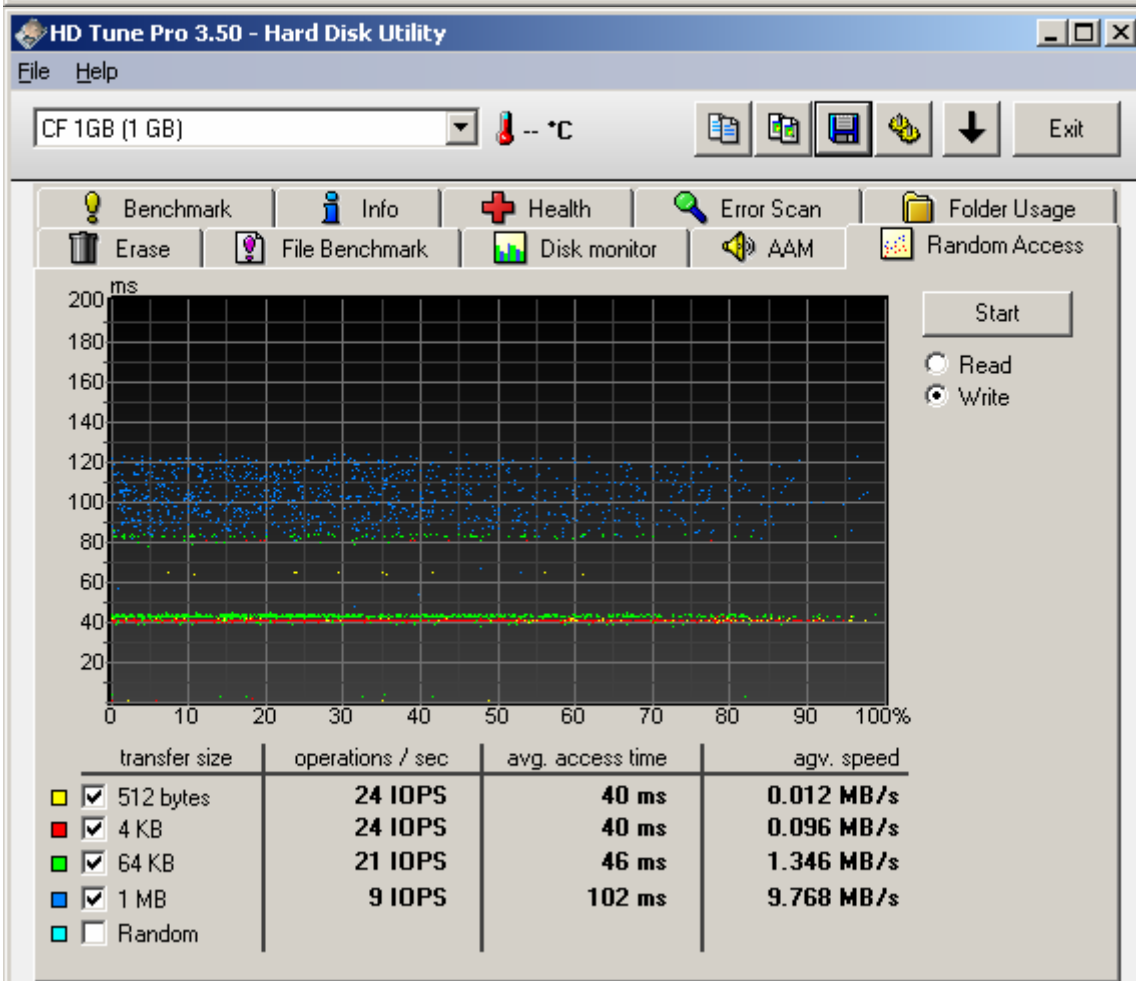 HD Tune Pro 3.50 - Hard Disk Utility
File Help
CF 1GB (1 GB) -- °C Exit
Benchmark Info Health Error Scan Folder Usage
Erase File Benchmark Disk monitor AAM Random Access
ms
200
180
160
140
120
100
80
60
40
20
0 10 20 30 40 50 60 70 80 90 100%
Start
Read
Write
transfer size operations / sec avg. access time agv. speed
512 bytes 24 IOPS 40 ms 0.012 MB/s
4 KB 24 IOPS 40 ms 0.096 MB/s
64 KB 21 IOPS 46 ms 1.346 MB/s
1 MB 9 IOPS 102 ms 9.768 MB/s
Random